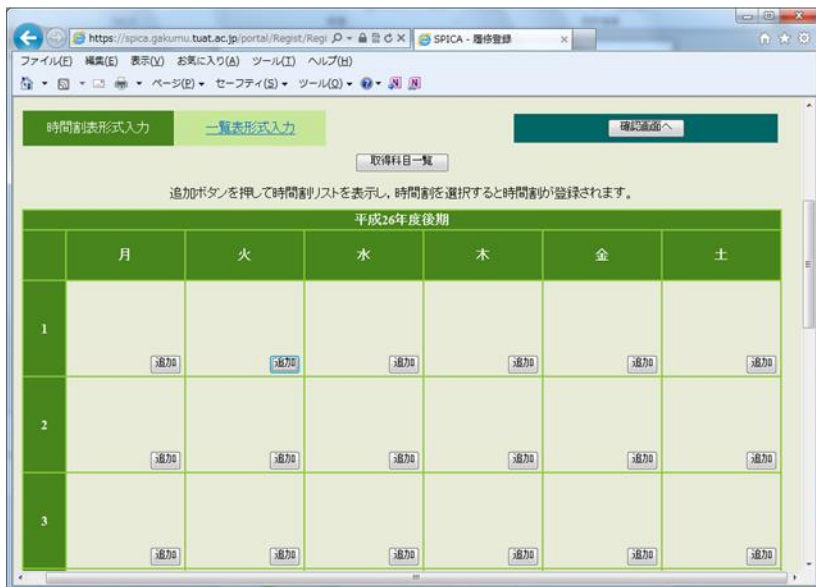 https://spica.gakumu.tuat.ac.jp/portal/Regist/Regi
SPICA - 履修登録
ファイル(F) 編集(E) 表示(V) お気に入り(A) ツール(T) ヘルプ(H)
ページ(P) セーフティ(S) ツール(O)
時間割表形式入力 一覧表形式入力 確認画面へ
取得科目一覧
追加ボタンを押して時間割リストを表示し，時間割を選択すると時間割が登録されます。
平成26年度後期
月 火 水 木 金 土
1
追加 追加 追加 追加 追加 追加
2
追加 追加 追加 追加 追加 追加
3
追加 追加 追加 追加 追加 追加